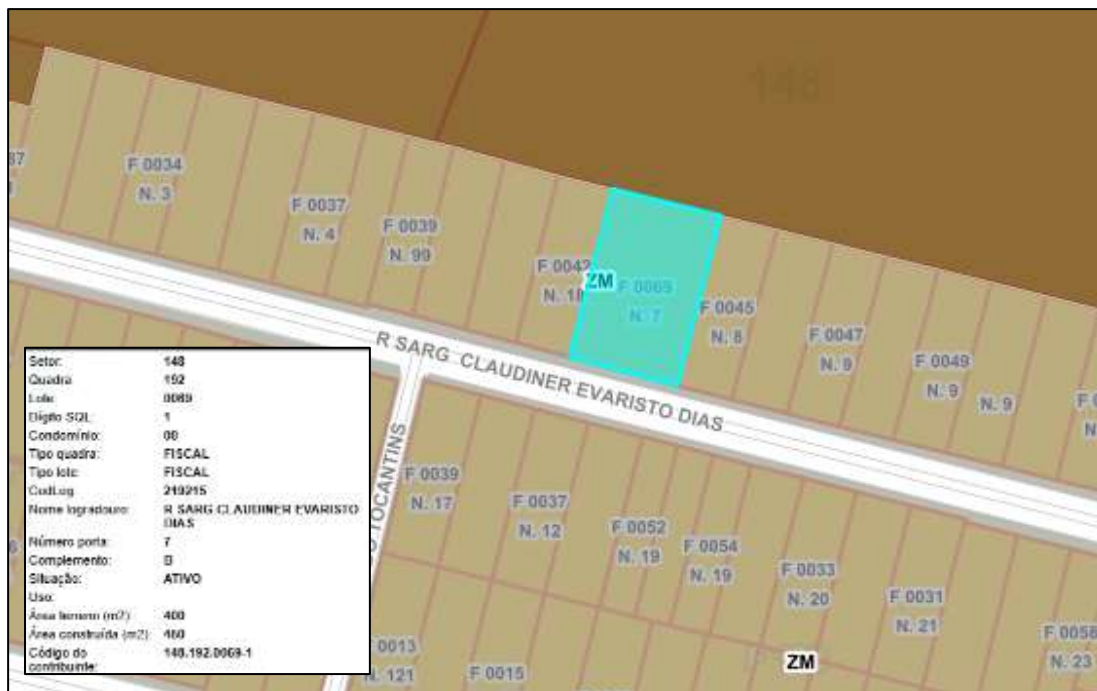 148
37
F 0034
N. 3
F 0037
N. 4
F 0039
N. 99
F 0042
N. 18
ZM
F 0069
N. 7
F 0045
N. 8
F 0047
N. 9
F 0049
N. 9
N. 9
R SARG CLAUDINER EVARISTO DIAS
TOCANTINS
F 0039
N. 17
F 0037
N. 12
F 0052
N. 19
F 0054
N. 19
F 0033
N. 20
F 0031
N. 21
F 0058
N. 23
0013
N. 121
F 0015
ZM
Setor: 148
Quadra 192
Lote: 0069
Dígito SQL: 1
Condomínio: 00
Tipo quadra: FISCAL
Tipo lote: FISCAL
CodLog 219215
Nome logradouro: R SARG CLAUDINER EVARISTO
DIAS
Número porta: 7
Complemento: B
Situação: ATIVO
Uso:
Área terreno (m2): 400
Área construída (m2): 460
Código do 148.192.0069-1
contribuinte: